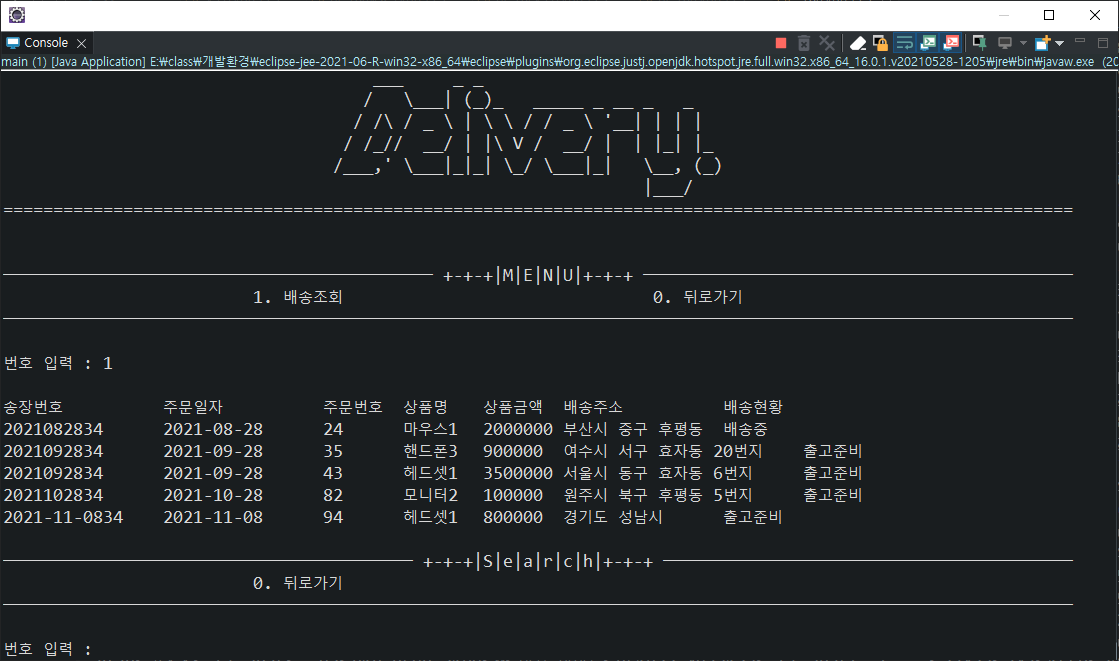 Console
main (1) [Java Application] E:₩class₩개발환경₩eclipse-jee-2021-06-R-win32-x86_64₩eclipse₩plugins₩org.eclipse.justj.openjdk.hotspot.jre.full.win32.x86_64_16.0.1.v20210528-1205₩jre₩bin₩javaw.exe (20
Delivery.
===========================================================================================================
+-+-+|M|E|N|U|+-+-+
1. 배송조회 0. 뒤로가기
번호 입력 : 1
송장번호 주문일자 주문번호 상품명 상품금액 배송주소 배송현황
2021082834 2021-08-28 24 마우스1 2000000 부산시 중구 후평동 배송중
2021092834 2021-09-28 35 핸드폰3 900000 여수시 서구 효자동 20번지 출고준비
2021092834 2021-09-28 43 헤드셋1 3500000 서울시 동구 효자동 6번지 출고준비
2021102834 2021-10-28 82 모니터2 100000 원주시 북구 후평동 5번지 출고준비
2021-11-0834 2021-11-08 94 헤드셋1 800000 경기도 성남시 출고준비
+-+-+|S|e|a|r|c|h|+-+-+
0. 뒤로가기
번호 입력 :